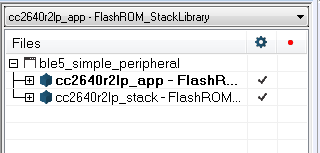 cc2640r2lp_app - FlashROM_StackLibrary
Files
ble5_simple_peripheral
cc2640r2lp_app - FlashR...
cc2640r2lp_stack - FlashROM...